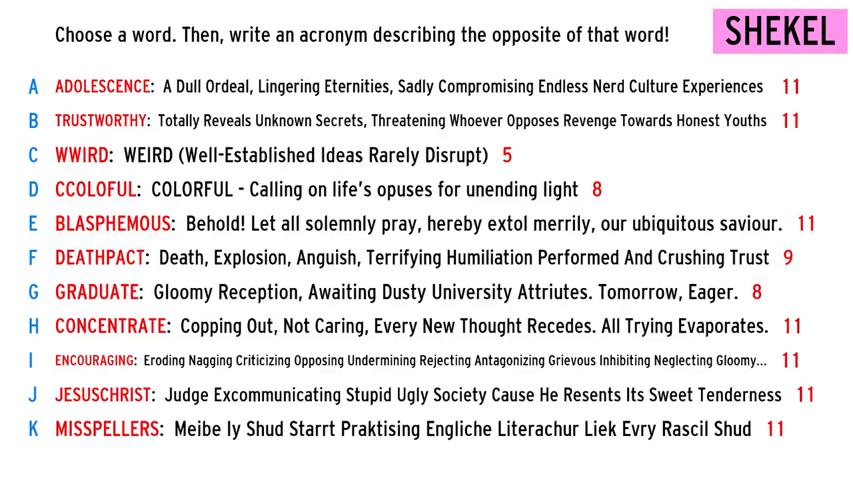 Choose a word. Then, write an acronym describing the opposite of that word!
SHEKEL
A ADOLESCENCE: A Dull Ordeal, Lingering Eternities, Sadly Compromising Endless Nerd Culture Experiences 11
B TRUSTWORTHY: Totally Reveals Unknown Secrets, Threatening Whoever Opposes Revenge Towards Honest Youths 11
C WWIRD: WEIRD (Well-Established Ideas Rarely Disrupt) 5
D CCOLOFUL: COLORFUL - Calling on life's opuses for unending light 8
E BLASPHEMOUS: Behold! Let all solemnly pray, hereby extol merrily, our ubiquitous saviour. 11
F DEATHPACT: Death, Explosion, Anguish, Terrifying Humiliation Performed And Crushing Trust 9
G GRADUATE: Gloomy Reception, Awaiting Dusty University Attriutes. Tomorrow, Eager. 8
H CONCENTRATE: Copping Out, Not Caring, Every New Thought Recedes. All Trying Evaporates. 11
I ENCOURAGING: Eroding Nagging Criticizing Opposing Undermining Rejecting Antagonizing Grievous Inhibiting Neglecting Gloomy... 11
J JESUSCHRIST: Judge Excommunicating Stupid Ugly Society Cause He Resents Its Sweet Tenderness 11
K MISSPELLERS: Meibe Iy Shud Starrt Praktising Engliche Literachur Liek Evry Rascil Shud 11